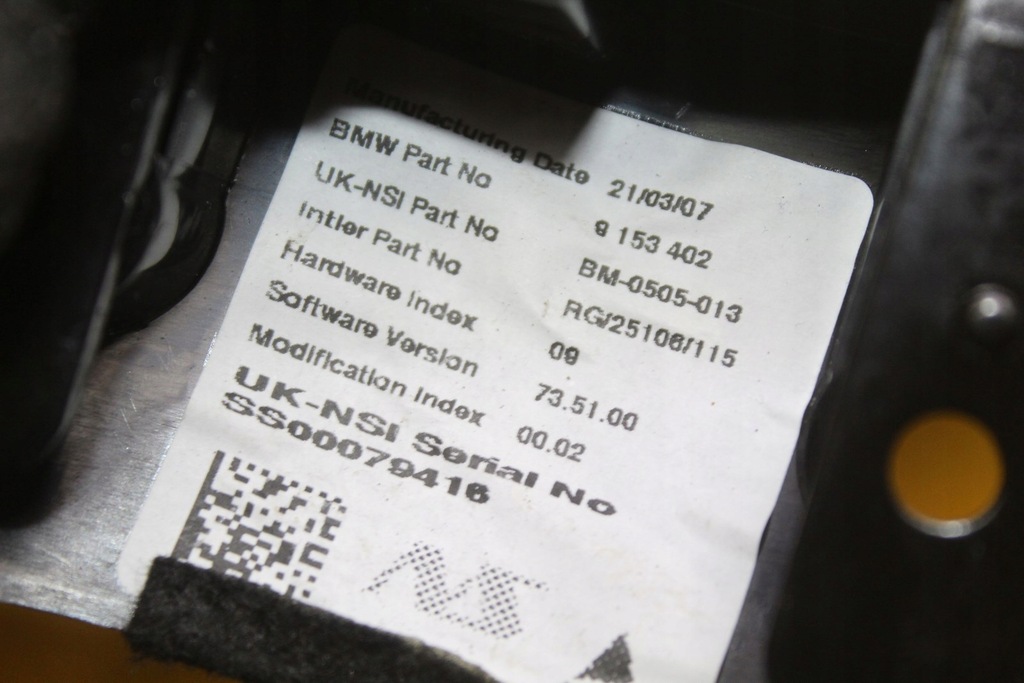 Manufacturing Date 21/03/07
BMW Part No 9 153 402
UK-NSI Part No BM-0505-013
Intier Part No RG/25106/115
Hardware Index 09
Software Version 73.51.00
Modification Index 00.02
UK-NSI Serial No
SS00079416